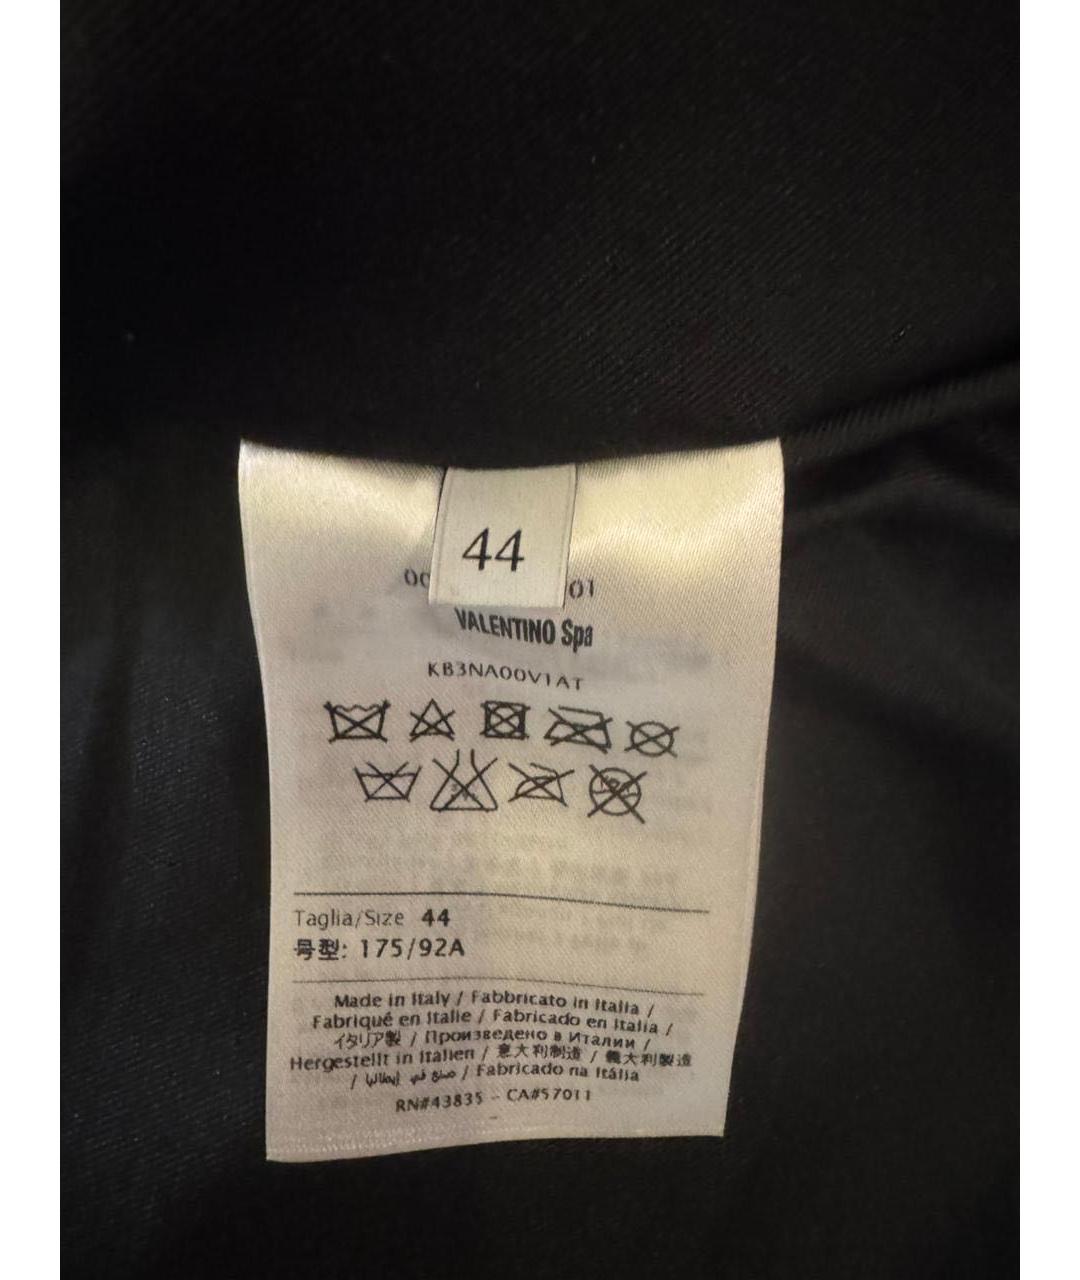 44
00 01
VALENTINO Spa
KB3NA00V1AT
Taglia/Size 44
号型: 175/92A
Made in Italy / Fabbricato in Italia /
Fabriqué en Italie / Fabricado en Italia /
イタリア製 / Произведено в Италии /
Hergestellt in Italien / 意大利制造 / 義大利製造
/ صنع في إيطاليا / Fabricado na Itália
RN#43835 - CA#57011